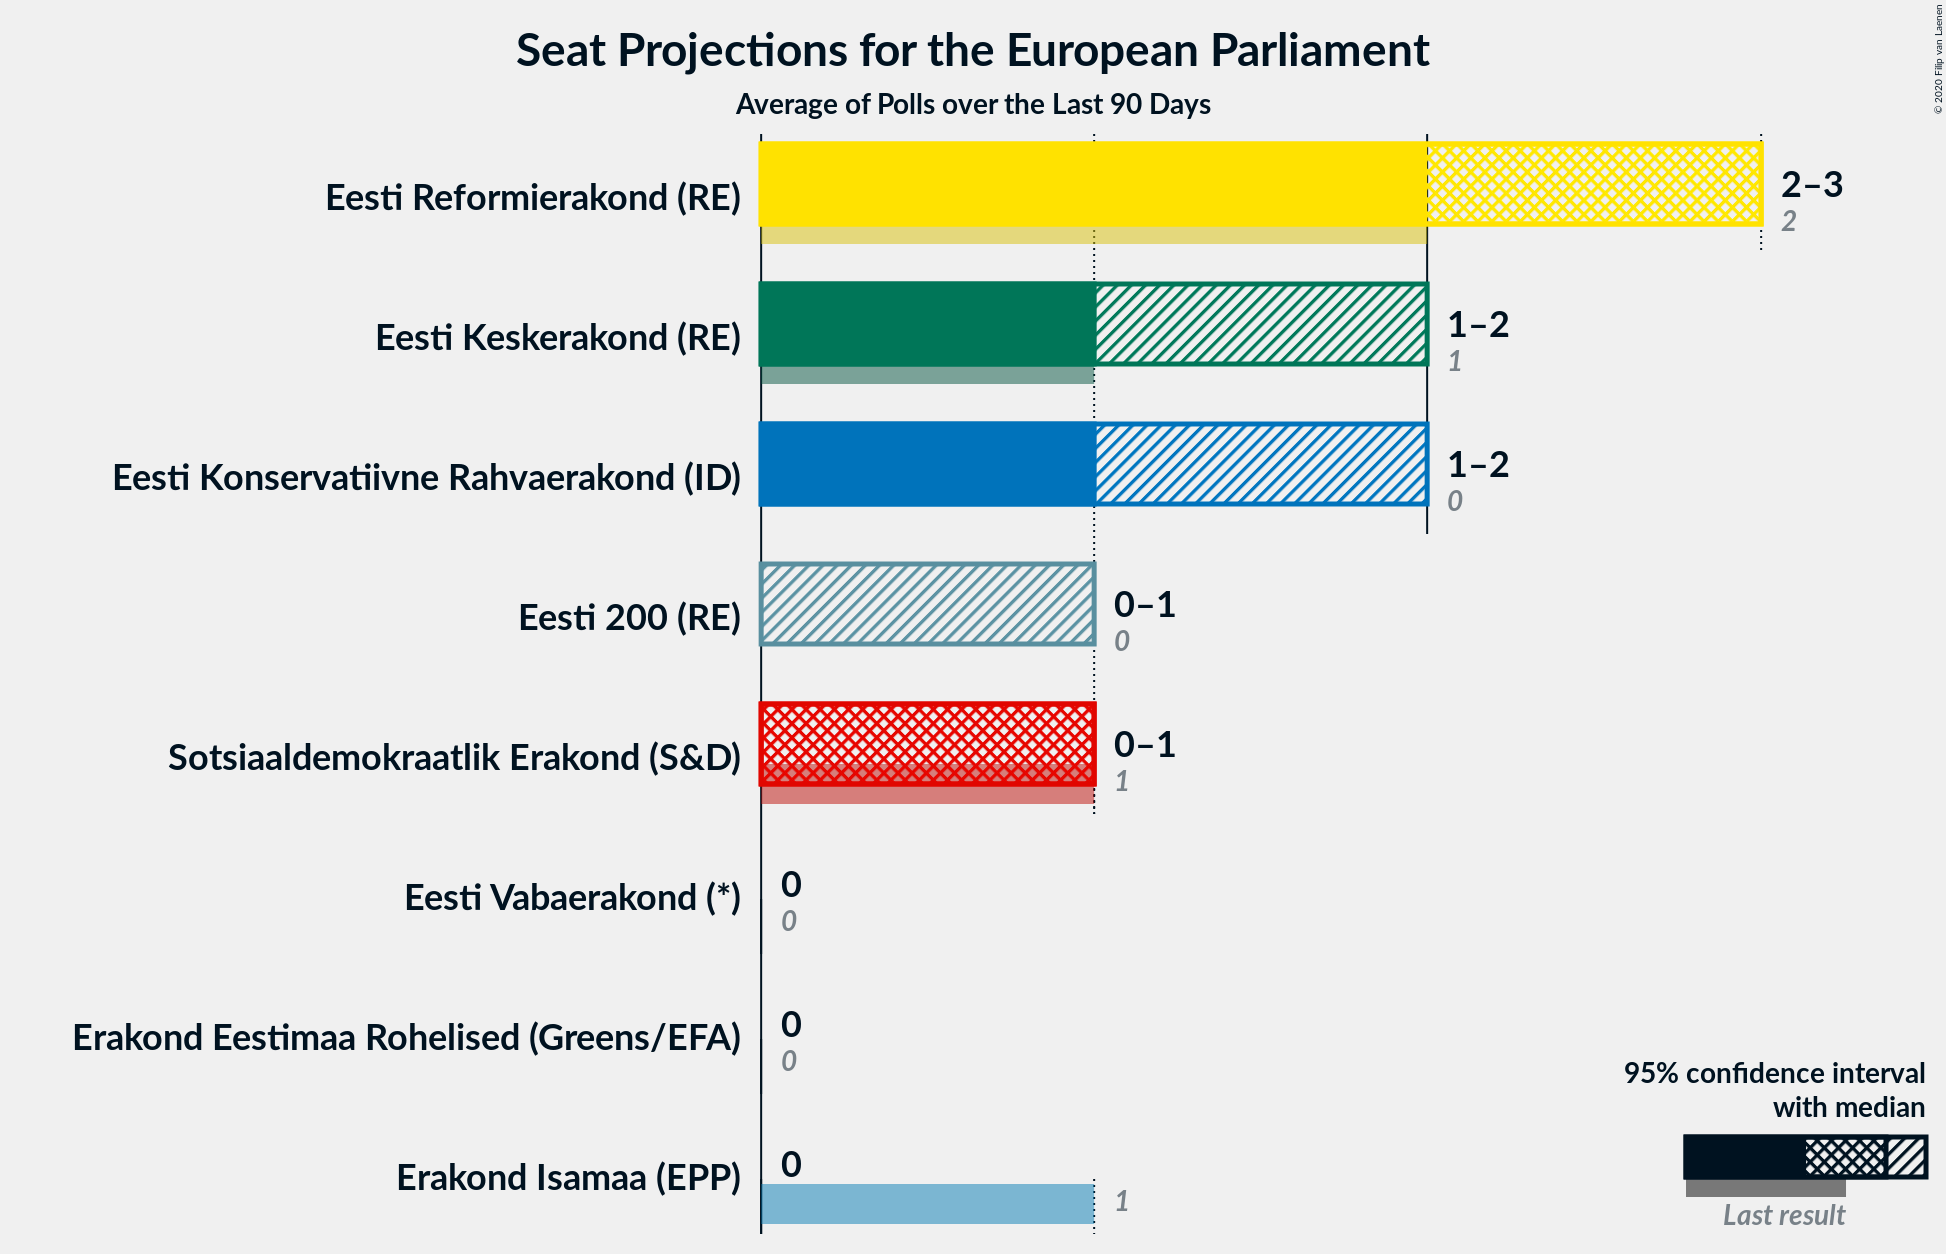 Seat Projections for the European Parliament
Average of Polls over the Last 90 Days
© 2020 Filip van Laenen
Eesti Reformierakond (RE)
2–3
2
Eesti Keskerakond (RE)
1–2
1
Eesti Konservatiivne Rahvaerakond (ID)
1–2
0
Eesti 200 (RE)
0–1
0
Sotsiaaldemokraatlik Erakond (S&D)
0–1
1
Eesti Vabaerakond (*)
0
0
Erakond Eestimaa Rohelised (Greens/EFA)
0
0
Erakond Isamaa (EPP)
0
1
95% confidence interval
with median
Last result